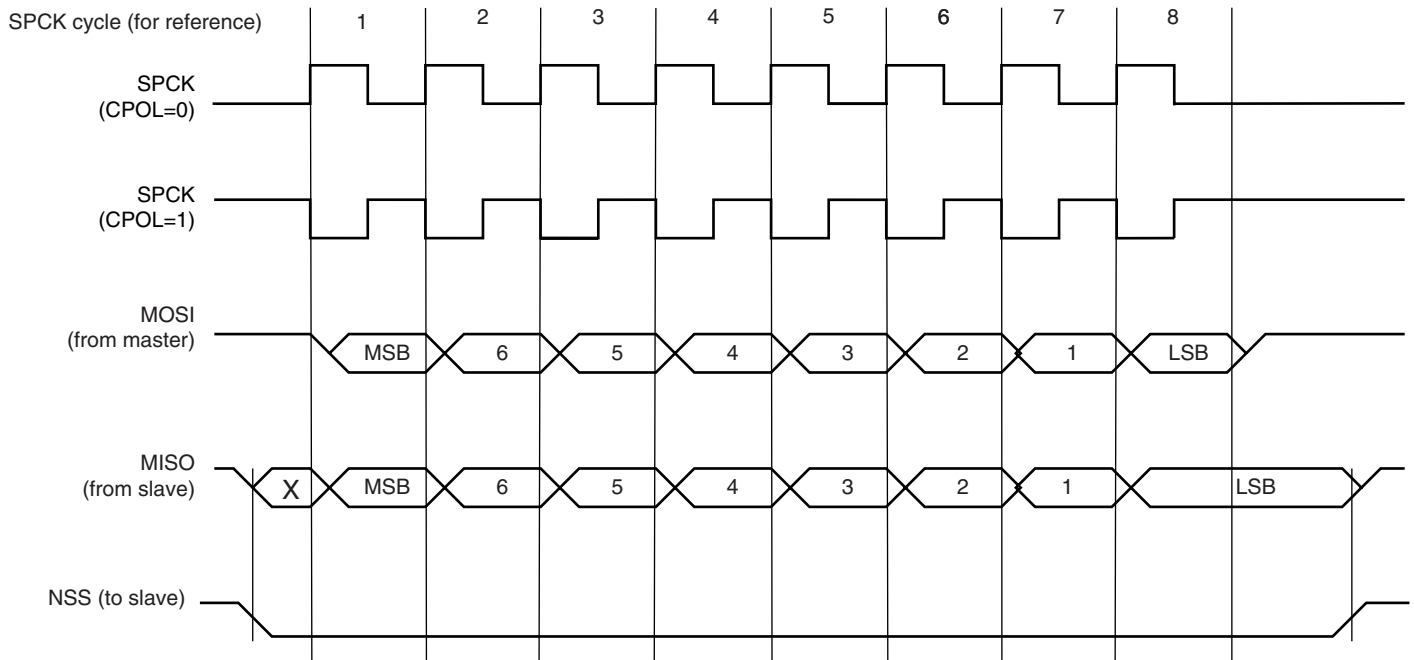 SPCK cycle (for reference) 1 2 3 4 5 6 7 8
SPCK
(CPOL=0)
SPCK
(CPOL=1)
MOSI
(from master)
MSB 6 5 4 3 2 1 LSB
MISO
(from slave)
X MSB 6 5 4 3 2 1 LSB
NSS (to slave)